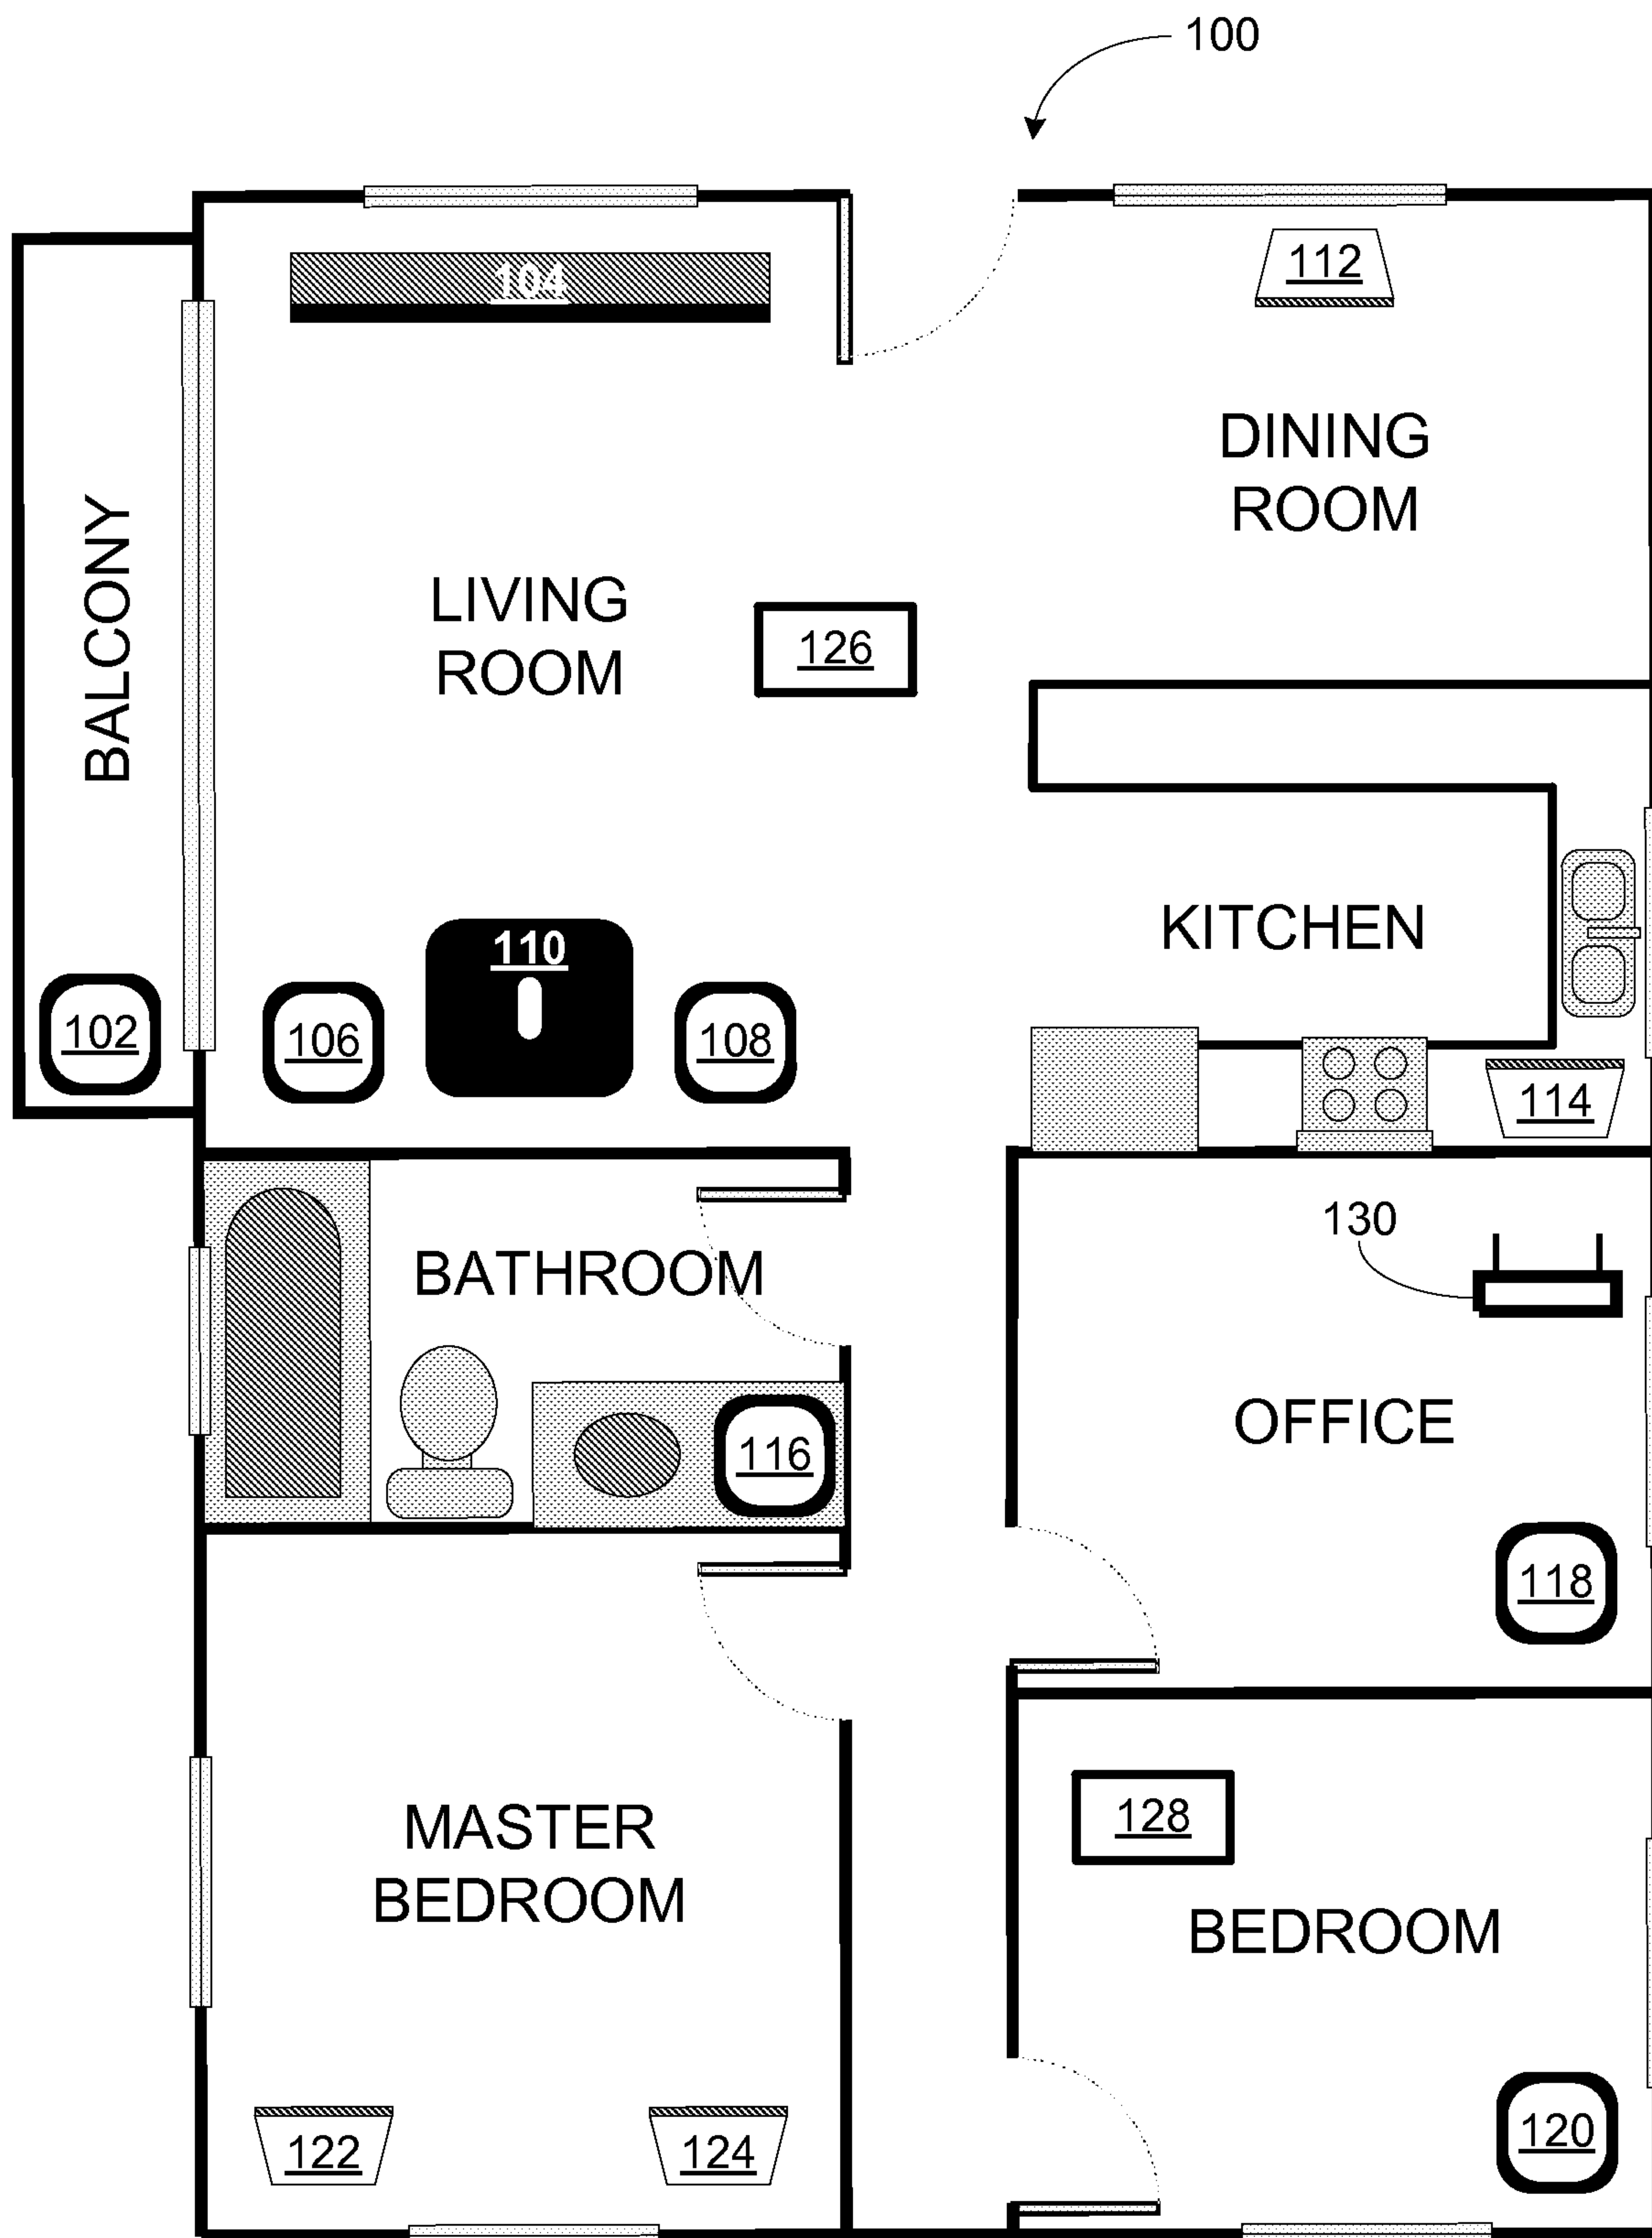 100
104
112
DINING
ROOM
BALCONY
LIVING
ROOM
126
KITCHEN
110
102
106
108
114
130
BATHROOM
OFFICE
116
118
MASTER
BEDROOM
128
BEDROOM
122
124
120